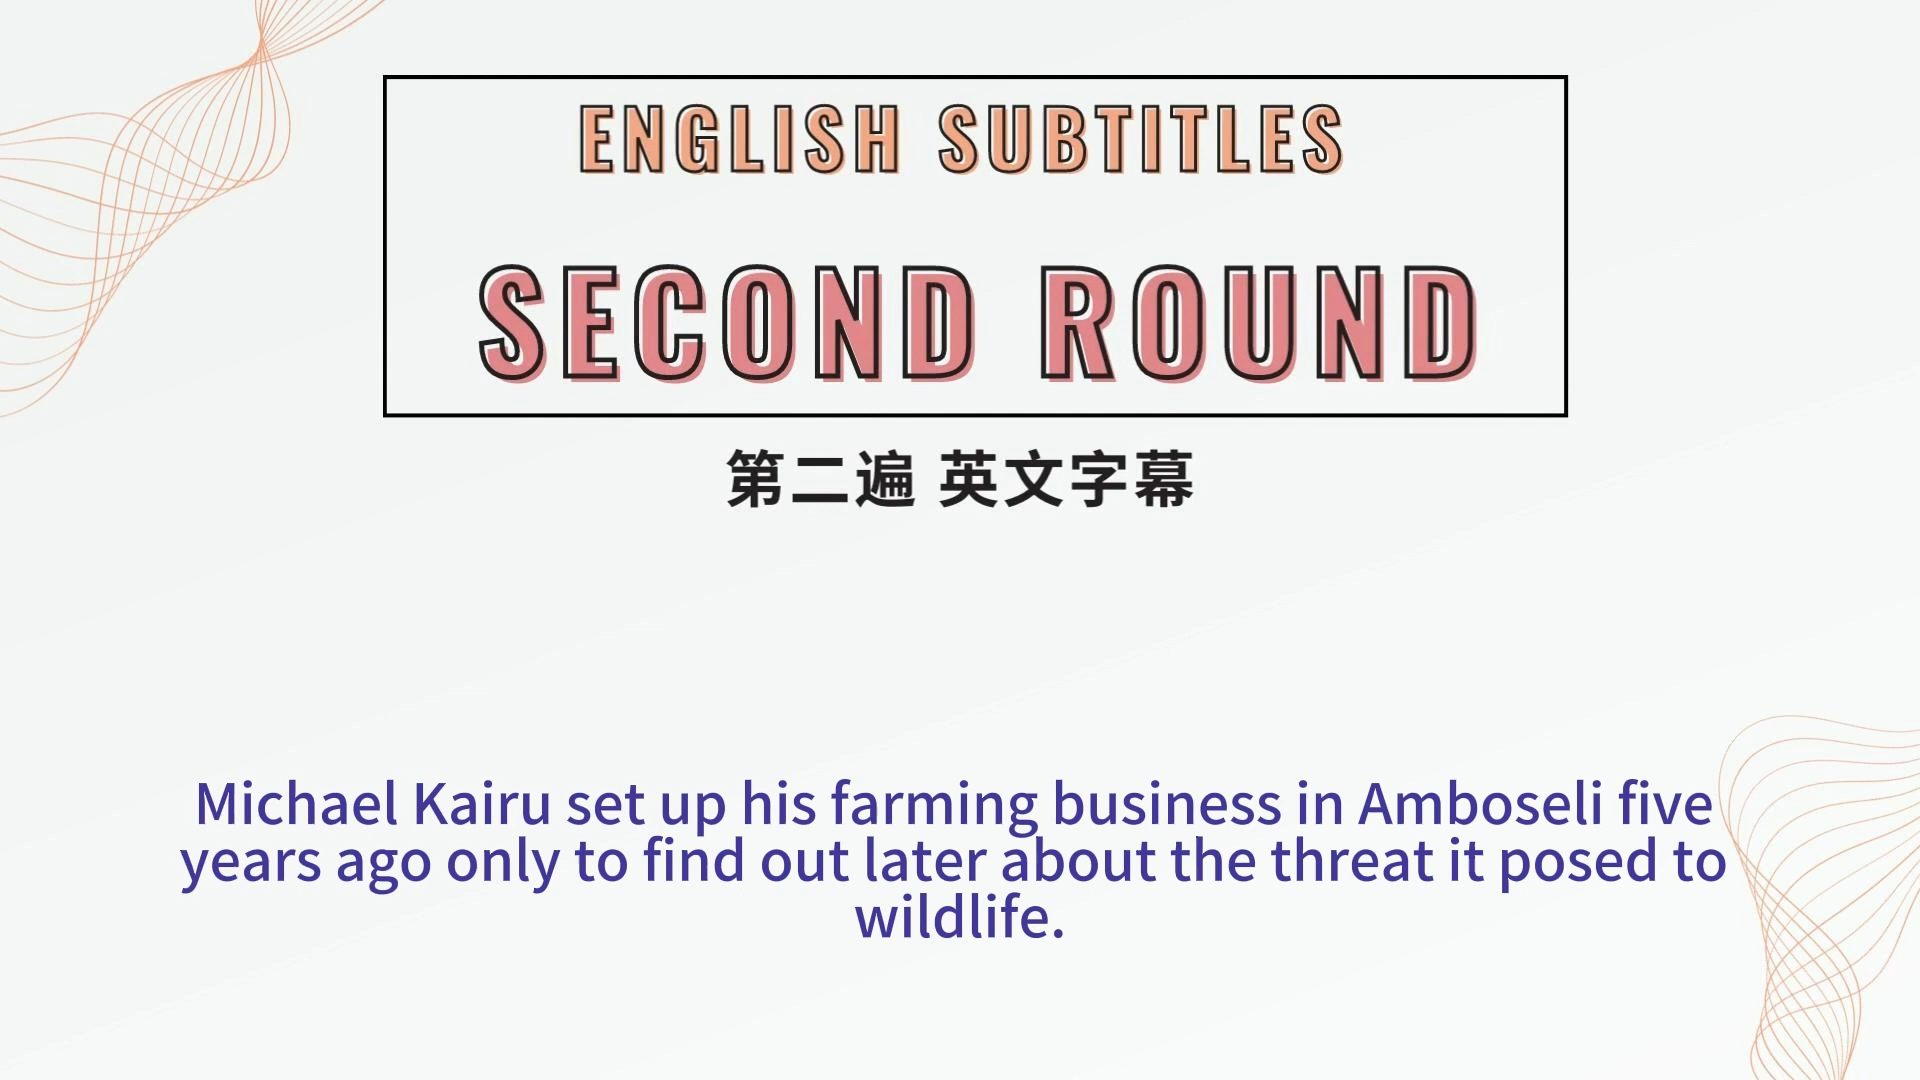 ENGLISH SUBTITLES
SECOND ROUND
第二遍 英文字幕
Michael Kairu set up his farming business in Amboseli five
years ago only to find out later about the threat it posed to
wildlife.